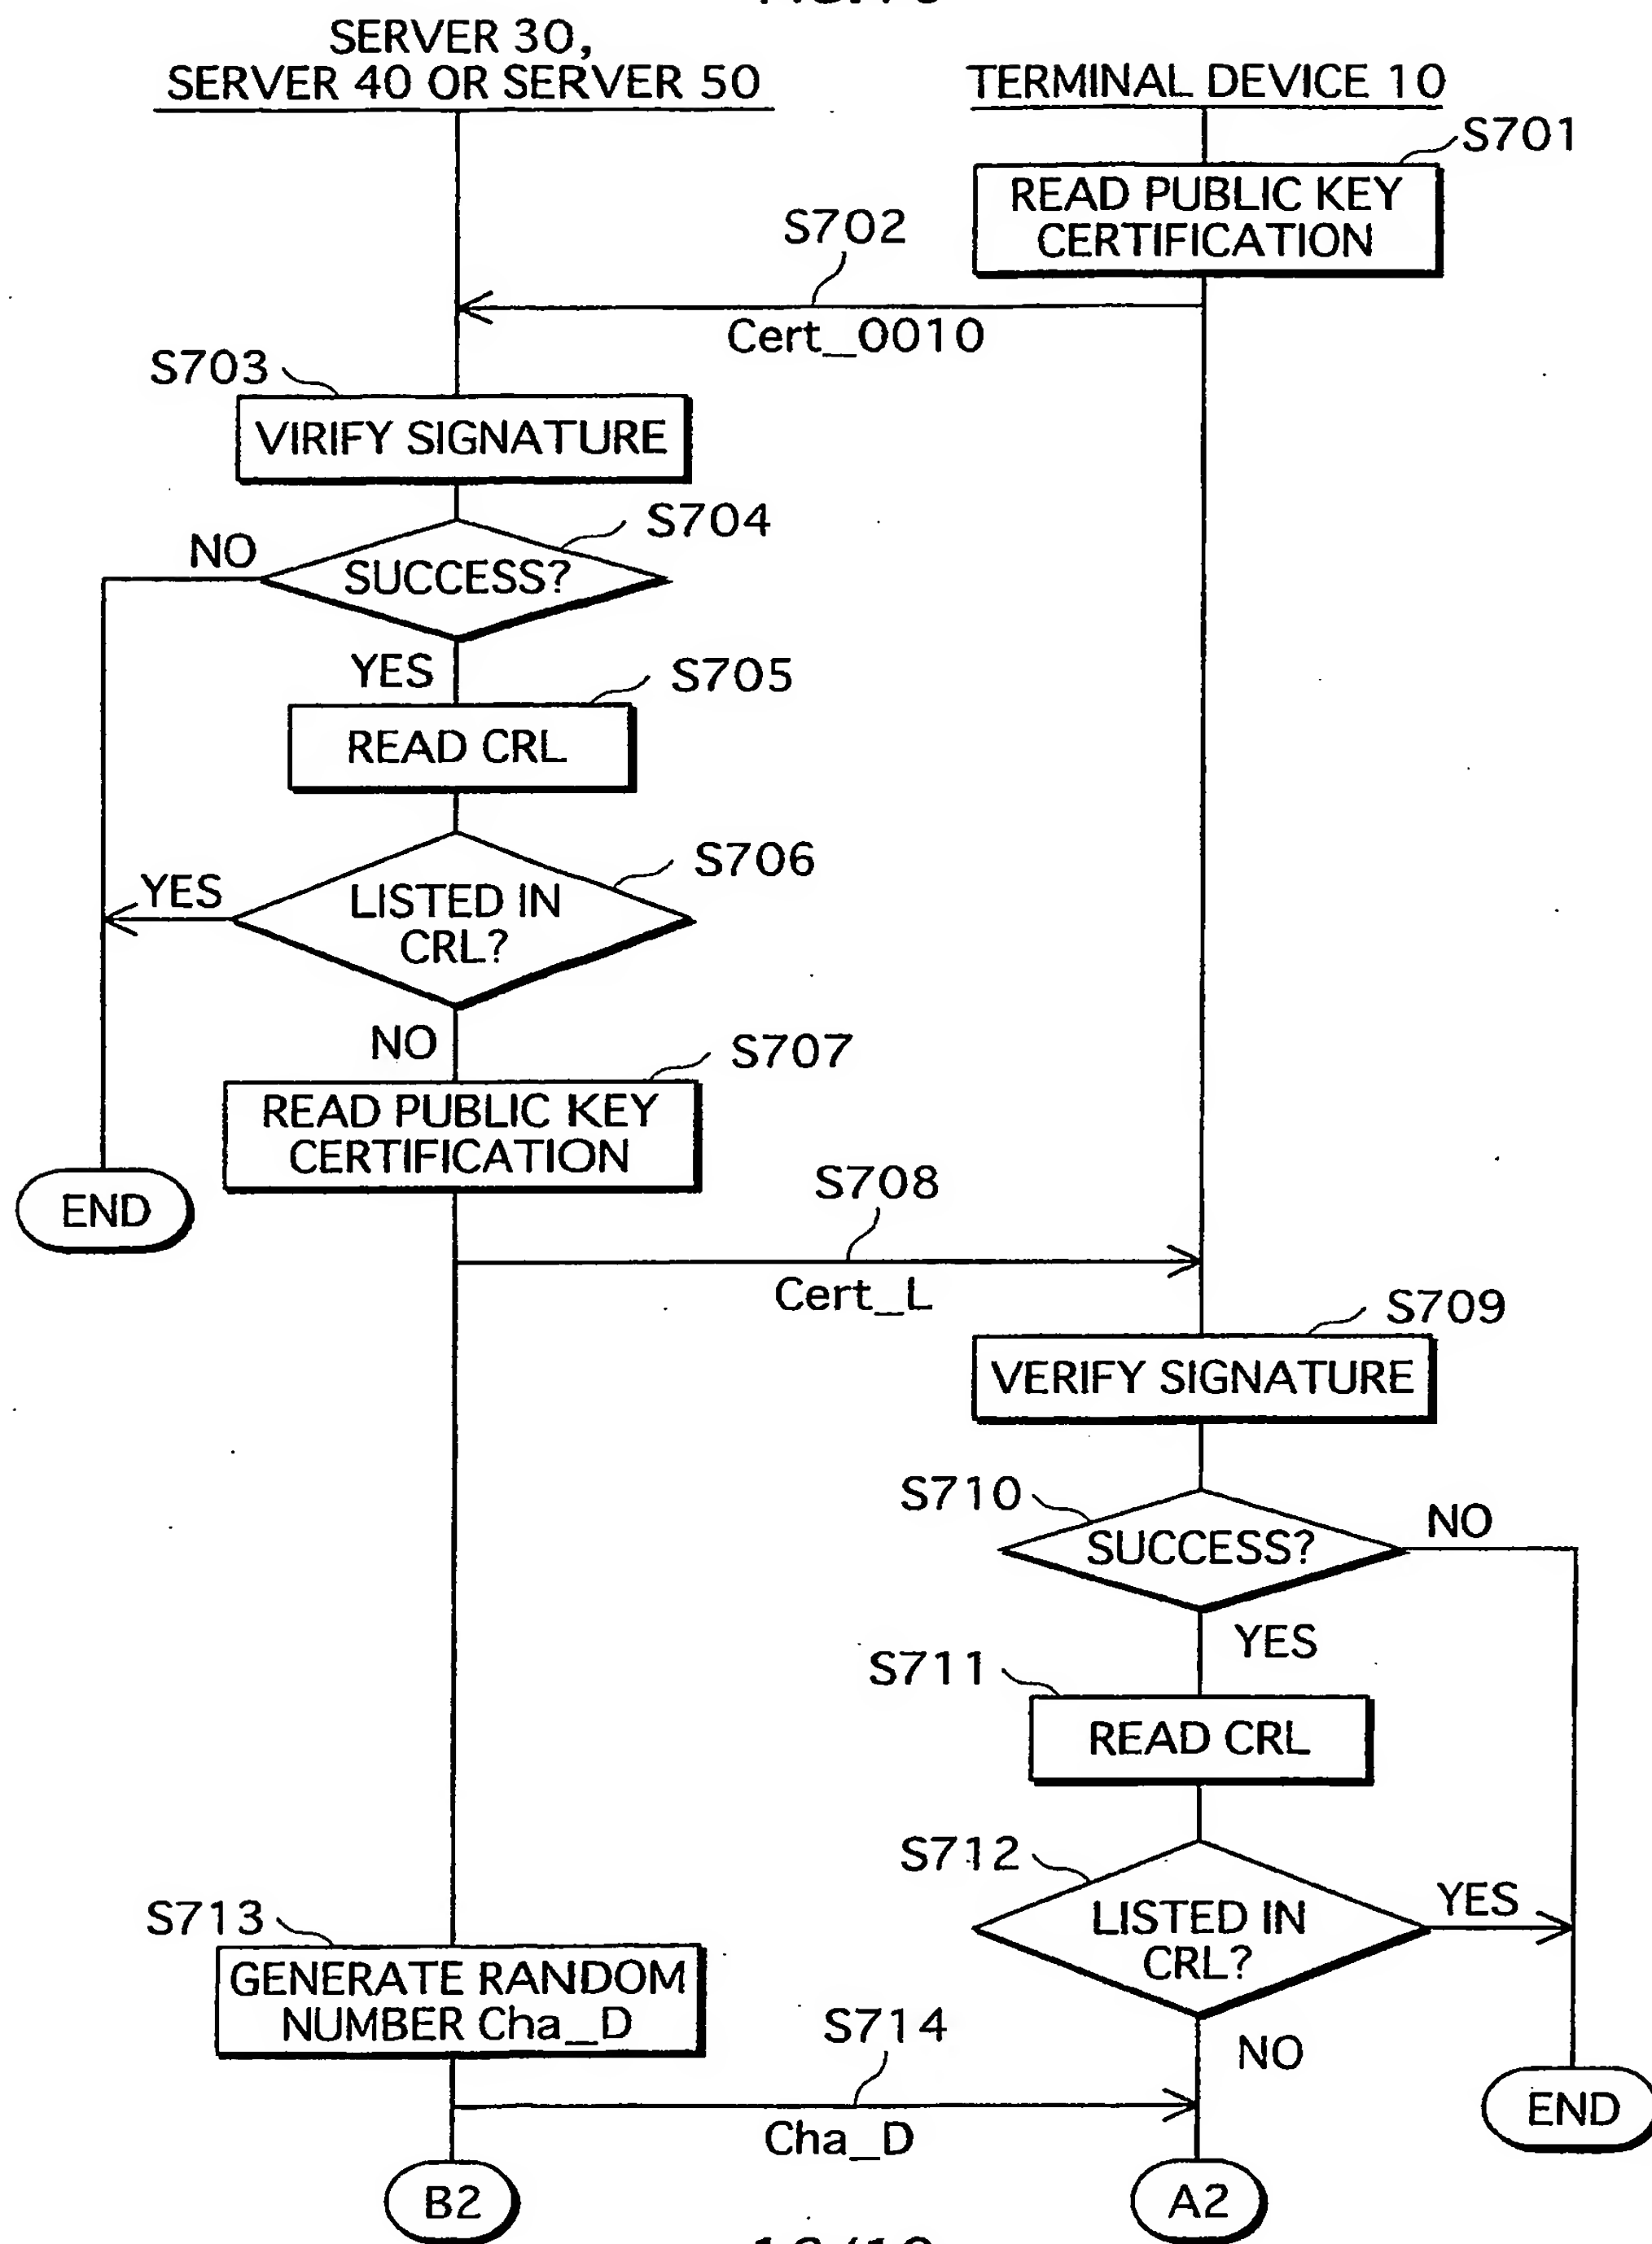 SERVER 30,
SERVER 40 OR SERVER 50
TERMINAL DEVICE 10
S701
READ PUBLIC KEY
CERTIFICATION
S702
Cert_0010
S703
VIRIFY SIGNATURE
S704
NO
SUCCESS?
YES
S705
READ CRL
S706
YES
LISTED IN
CRL?
NO
S707
READ PUBLIC KEY
CERTIFICATION
END
S708
Cert_L
S709
VERIFY SIGNATURE
S710
NO
SUCCESS?
YES
S711
READ CRL
S712
YES
LISTED IN
CRL?
S713
GENERATE RANDOM
NUMBER Cha_D
S714
NO
Cha_D
END
B2
A2